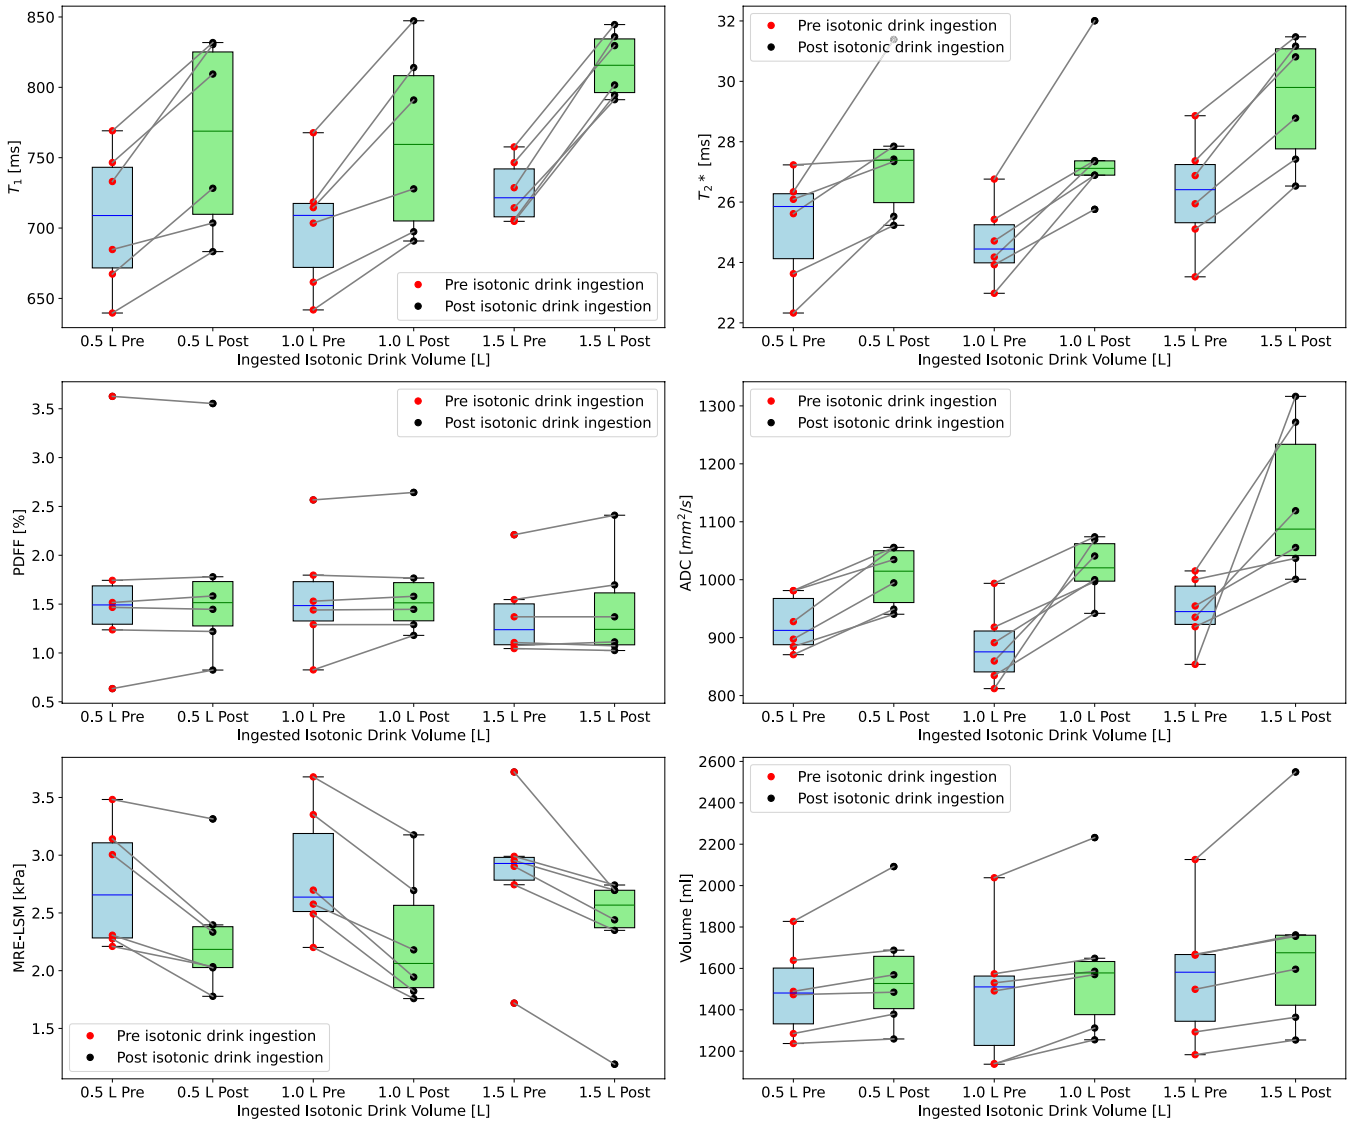 850
800
750
700
650
T1 [ms]
0.5 L Pre 0.5 L Post 1.0 L Pre 1.0 L Post 1.5 L Pre 1.5 L Post
Ingested Isotonic Drink Volume [L]
Pre isotonic drink ingestion
Post isotonic drink ingestion
32
30
28
26
24
22
T2 * [ms]
0.5 L Pre 0.5 L Post 1.0 L Pre 1.0 L Post 1.5 L Pre 1.5 L Post
Ingested Isotonic Drink Volume [L]
Pre isotonic drink ingestion
Post isotonic drink ingestion
3.5
3.0
2.5
2.0
1.5
1.0
0.5
PDFF [%]
0.5 L Pre 0.5 L Post 1.0 L Pre 1.0 L Post 1.5 L Pre 1.5 L Post
Ingested Isotonic Drink Volume [L]
Pre isotonic drink ingestion
Post isotonic drink ingestion
1300
1200
1100
1000
900
800
ADC [mm²/s]
0.5 L Pre 0.5 L Post 1.0 L Pre 1.0 L Post 1.5 L Pre 1.5 L Post
Ingested Isotonic Drink Volume [L]
Pre isotonic drink ingestion
Post isotonic drink ingestion
3.5
3.0
2.5
2.0
1.5
MRE-LSM [kPa]
0.5 L Pre 0.5 L Post 1.0 L Pre 1.0 L Post 1.5 L Pre 1.5 L Post
Ingested Isotonic Drink Volume [L]
Pre isotonic drink ingestion
Post isotonic drink ingestion
2600
2400
2200
2000
1800
1600
1400
1200
Volume [ml]
0.5 L Pre 0.5 L Post 1.0 L Pre 1.0 L Post 1.5 L Pre 1.5 L Post
Ingested Isotonic Drink Volume [L]
Pre isotonic drink ingestion
Post isotonic drink ingestion